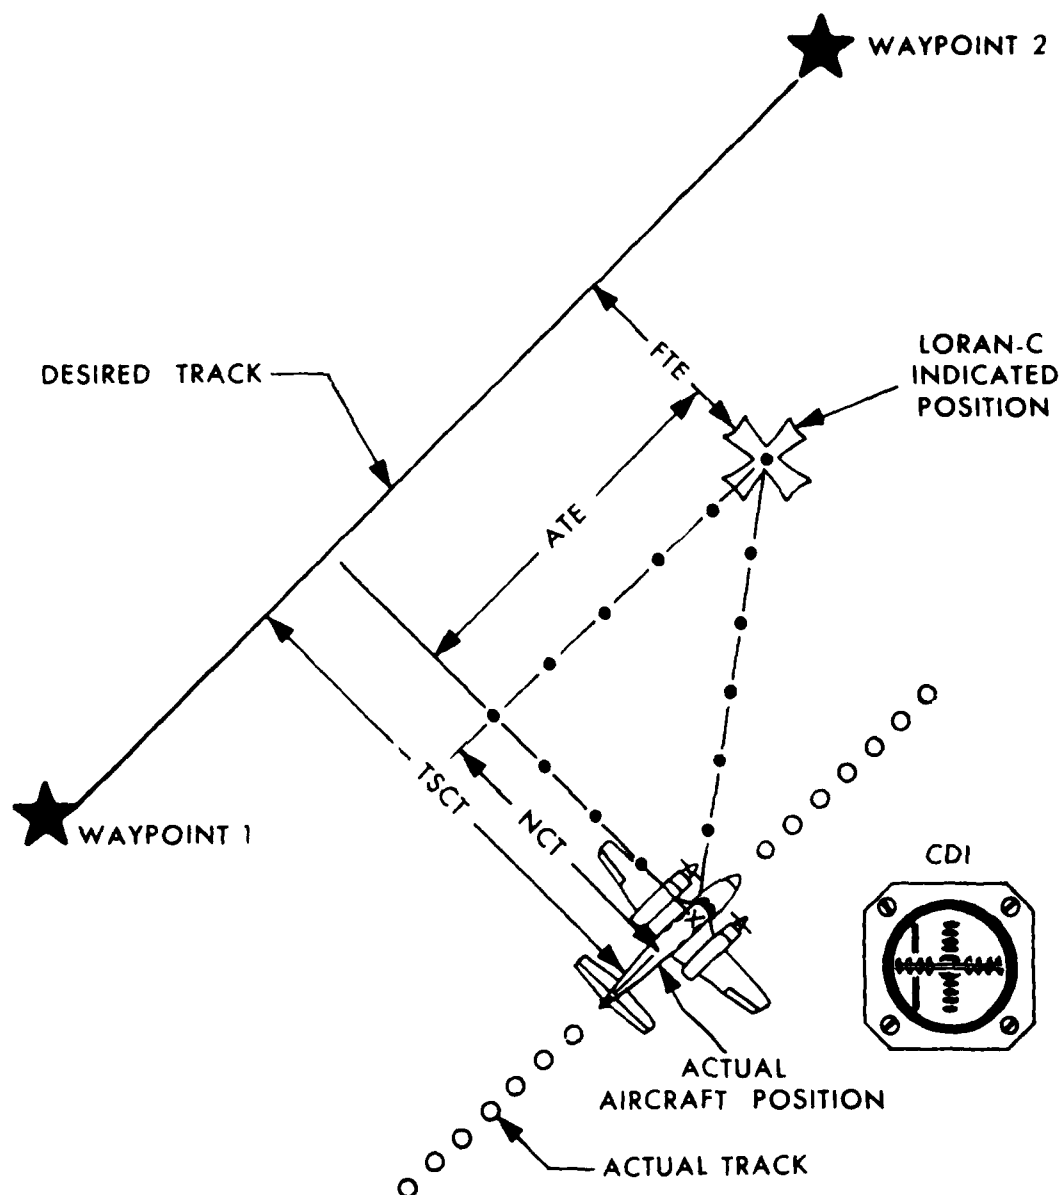 WAYPOINT 2
LORAN-C
INDICATED
POSITION
FTE
DESIRED TRACK
ATE
TSCT
NCT
WAYPOINT 1
CDI
X
ACTUAL
AIRCRAFT POSITION
ACTUAL TRACK